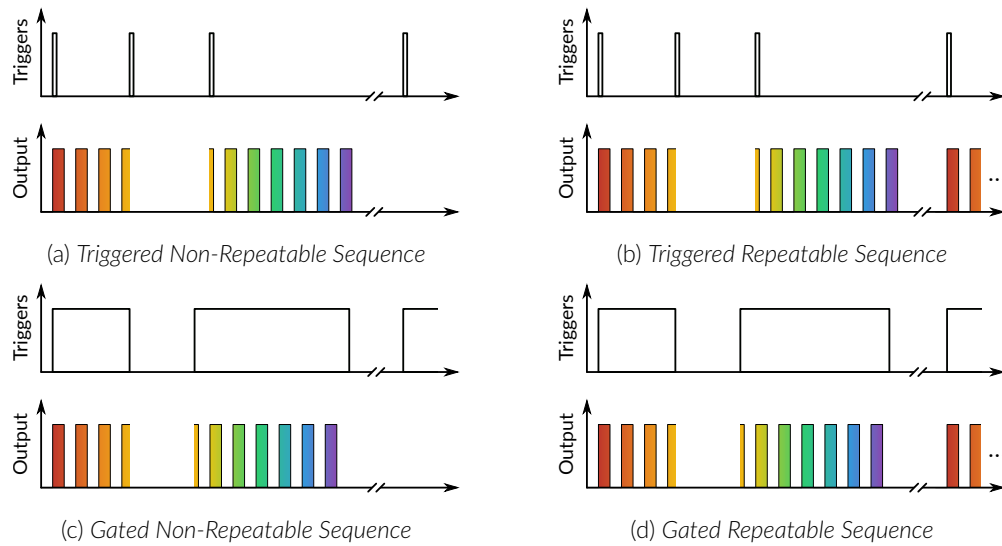 Triggers
Output
(a) Triggered Non-Repeatable Sequence
Triggers
Output
..
(b) Triggered Repeatable Sequence
Triggers
Output
(c) Gated Non-Repeatable Sequence
Triggers
Output
..
(d) Gated Repeatable Sequence